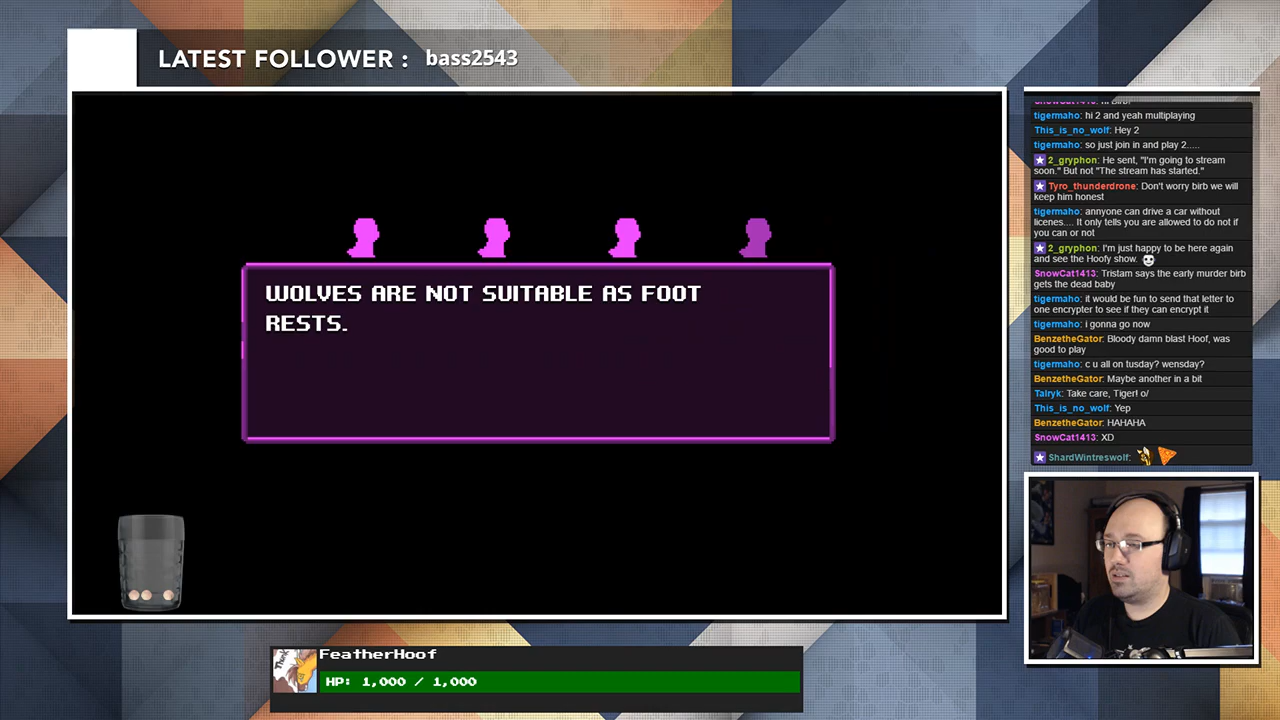 LATEST FOLLOWER : bass2543
WOLVES ARE NOT SUITABLE AS FOOT
RESTS.
tigermaho: hi 2 and yeah multiplaying
This_is_no_wolf: Hey 2
tigermaho: so just join in and play 2.....
2_gryphon: He sent, "I'm going to stream
soon." But not "The stream has started."
Tyro_thunderdrone: Don't worry birb we will
keep him honest
tigermaho: annyone can drive a car without
licenes.... It only tells you are allowed to do not if
you can or not
2_gryphon: I'm just happy to be here again
and see the Hoofy show.
SnowCat1413: Tristam says the early murder birb
gets the dead baby
tigermaho: it would be fun to send that letter to
one encrypter to see if they can encrypt it
tigermaho: i gonna go now
BenzetheGator: Bloody damn blast Hoof, was
good to play
tigermaho: c u all on tusday? wensday?
BenzetheGator: Maybe another in a bit
Talryk: Take care, Tiger! o/
This_is_no_wolf: Yep
BenzetheGator: HAHAHA
SnowCat1413: XD
ShardWintreswolf:
FeatherHoof
HP: 1,000 / 1,000